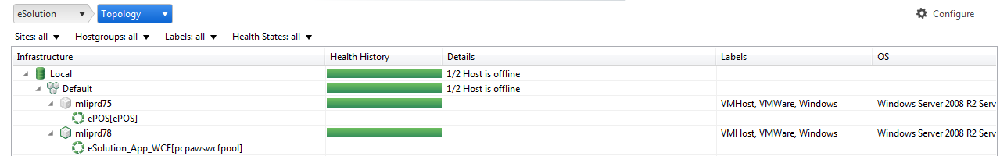 eSolution Topology Configure
Sites: all Hostgroups: all Labels: all Health States: all
Infrastructure Health History Details Labels OS
Local 1/2 Host is offline
Default 1/2 Host is offline
mliprd75 VMHost, VMWare, Windows Windows Server 2008 R2 Serv
ePOS[ePOS]
mliprd78 VMHost, VMWare, Windows Windows Server 2008 R2 Serv
eSolution_App_WCF[pcpawswcfpool]